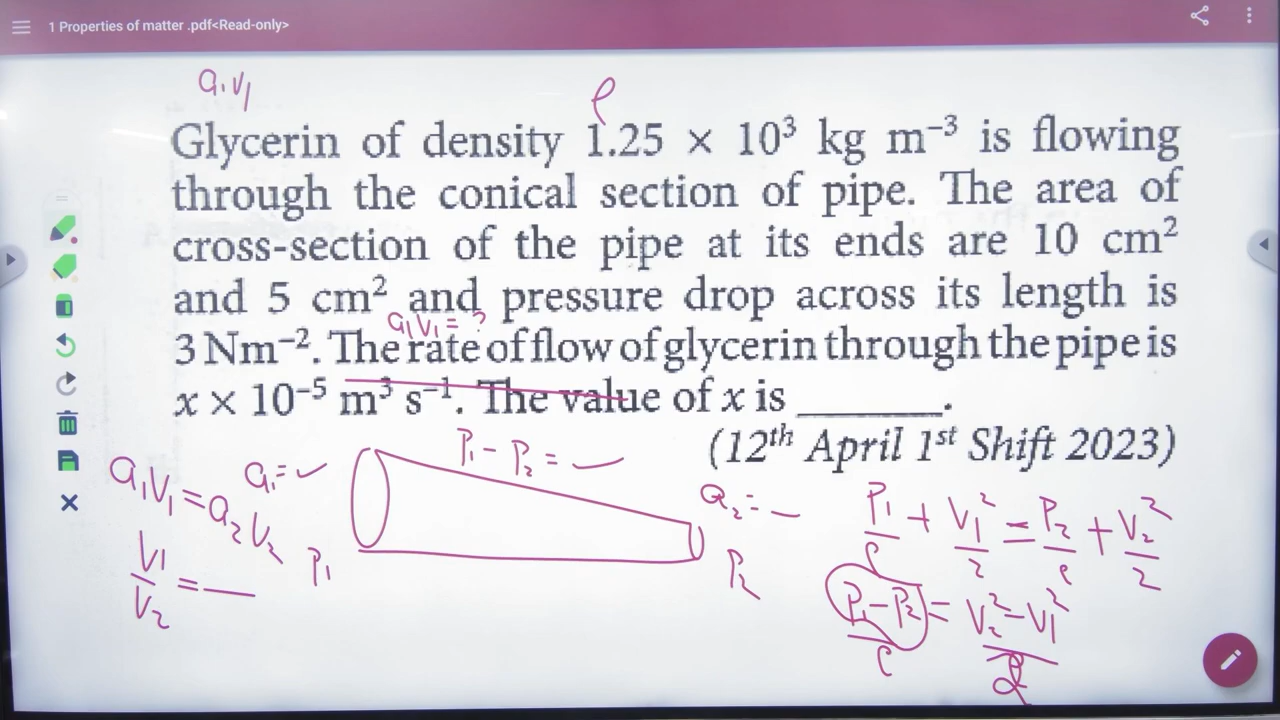 1 Properties of matter .pdf<Read-only>
a₁v₁
ρ
Glycerin of density 1.25 × 10³ kg m⁻³ is flowing
through the conical section of pipe. The area of
cross-section of the pipe at its ends are 10 cm²
and 5 cm² and pressure drop across its length is
a₁v₁ = ?
3 Nm⁻². The rate of flow of glycerin through the pipe is
x × 10⁻⁵ m³ s⁻¹. The value of x is ______.
(12th April 1st Shift 2023)
P₁ - P₂ = ✓
a₁ = ✓
a₁v₁ = a₂v₂
a₂ = –
P₁/ρ + v₁²/2 = P₂/ρ + v₂²/2
v₁/v₂ = —
P₁
P₂
P₁ - P₂/ρ = v₂² - v₁²/2